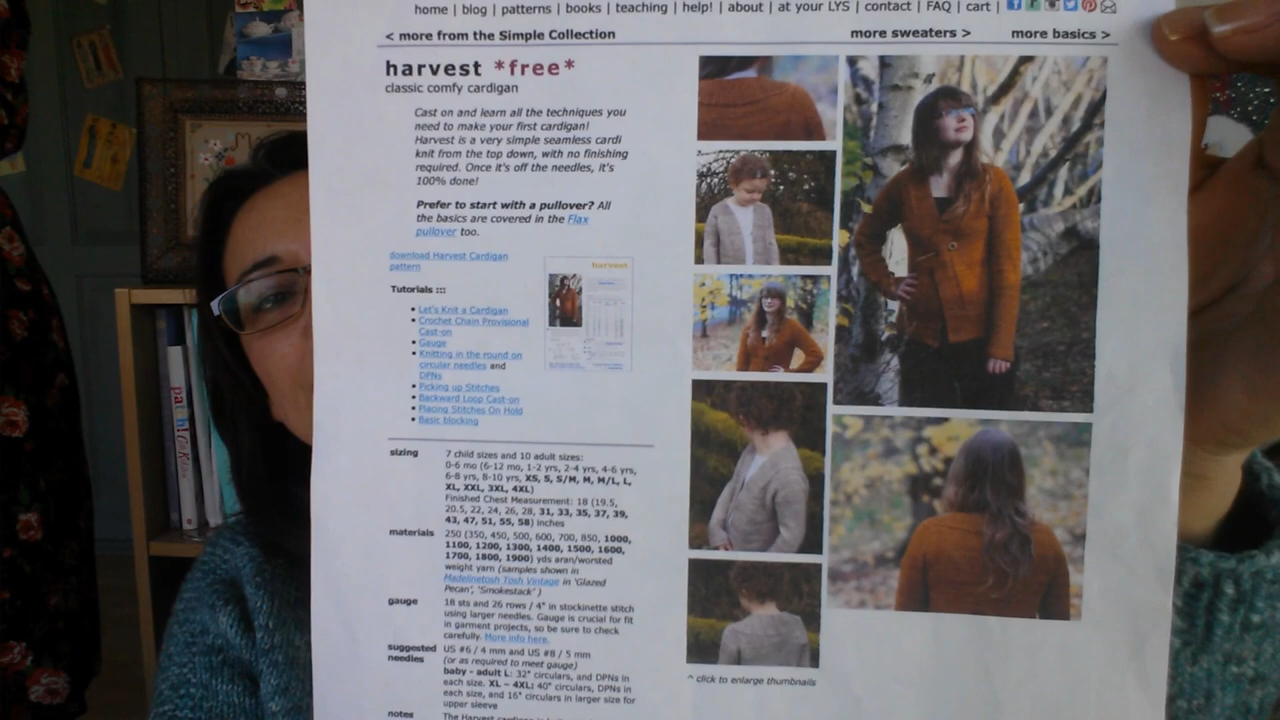 home | blog | patterns | books | teaching | help! | about | at your LYS | contact | FAQ | cart |
< more from the Simple Collection
more sweaters >
more basics >
harvest *free*
classic comfy cardigan
Cast on and learn all the techniques you
need to make your first cardigan!
Harvest is a very simple seamless cardi
knit from the top down, with no finishing
required. Once it's off the needles, it's
100% done!
Prefer to start with a pullover? All
the basics are covered in the Flax
pullover too.
download Harvest Cardigan
pattern
harvest
Tutorials :::
• Let's Knit a Cardigan
• Crochet Chain Provisional
Cast-on
• Gauge
• Knitting in the round on
circular needles and
DPNs
• Picking up Stitches
• Backward Loop Cast-on
• Placing Stitches On Hold
• Basic blocking
sizing
7 child sizes and 10 adult sizes:
0-6 mo (6-12 mo, 1-2 yrs, 2-4 yrs, 4-6 yrs,
6-8 yrs, 8-10 yrs, XS, S, S/M, M, M/L, L,
XL, XXL, 3XL, 4XL)
Finished Chest Measurement: 18 (19.5,
20.5, 22, 24, 26, 28, 31, 33, 35, 37, 39,
43, 47, 51, 55, 58) inches
materials
250 (350, 450, 500, 600, 700, 850, 1000,
1100, 1200, 1300, 1400, 1500, 1600,
1700, 1800, 1900) yds aran/worsted
weight yarn (samples shown in
Madelinetosh Tosh Vintage in 'Glazed
Pecan', 'Smokestack' )
gauge
18 sts and 26 rows / 4" in stockinette stitch
using larger needles. Gauge is crucial for fit
in garment projects, so be sure to check
carefully. More info here.
suggested
needles
US #6 / 4 mm and US #8 / 5 mm
(or as required to meet gauge)
baby - adult L: 32" circulars, and DPNs in
each size. XL – 4XL: 40" circulars, DPNs in
each size, and 16" circulars in larger size for
upper sleeve
notes
The Harvest cardigan is
^ click to enlarge thumbnails